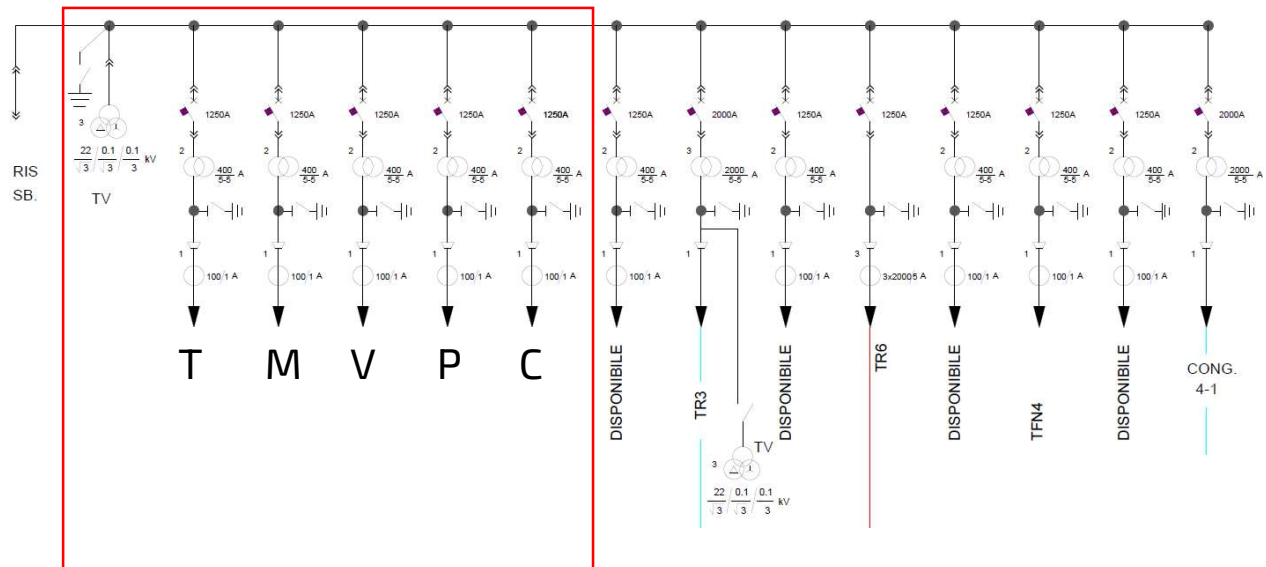 1250A 1250A 1250A 1250A 1250A 1250A 2000A 1250A 1250A 1250A 1250A 1250A 2000A
3
22/√3 / 0.1/√3 / 0.1/3 kV
TV
RIS
SB.
2 400/5-5 A
2 400/5-5 A
2 400/5-5 A
2 400/5-5 A
2 400/5-5 A
2 400/5-5 A
3 2000/5-5 A
2 400/5-5 A
2 400/5-5 A
2 400/5-5 A
2 400/5-5 A
2 2000/5-5 A
1 100/1 A
1 100/1 A
1 100/1 A
1 100/1 A
1 100/1 A
1 100/1 A
1
1 100/1 A
3 3x2000/5 A
1 100/1 A
1 100/1 A
1 100/1 A
1
T M V P C
DISPONIBILE
TR3
DISPONIBILE
TR6
DISPONIBILE
TFN4
DISPONIBILE
CONG.
4-1
TV
3
22/√3 / 0.1/√3 / 0.1/3 kV